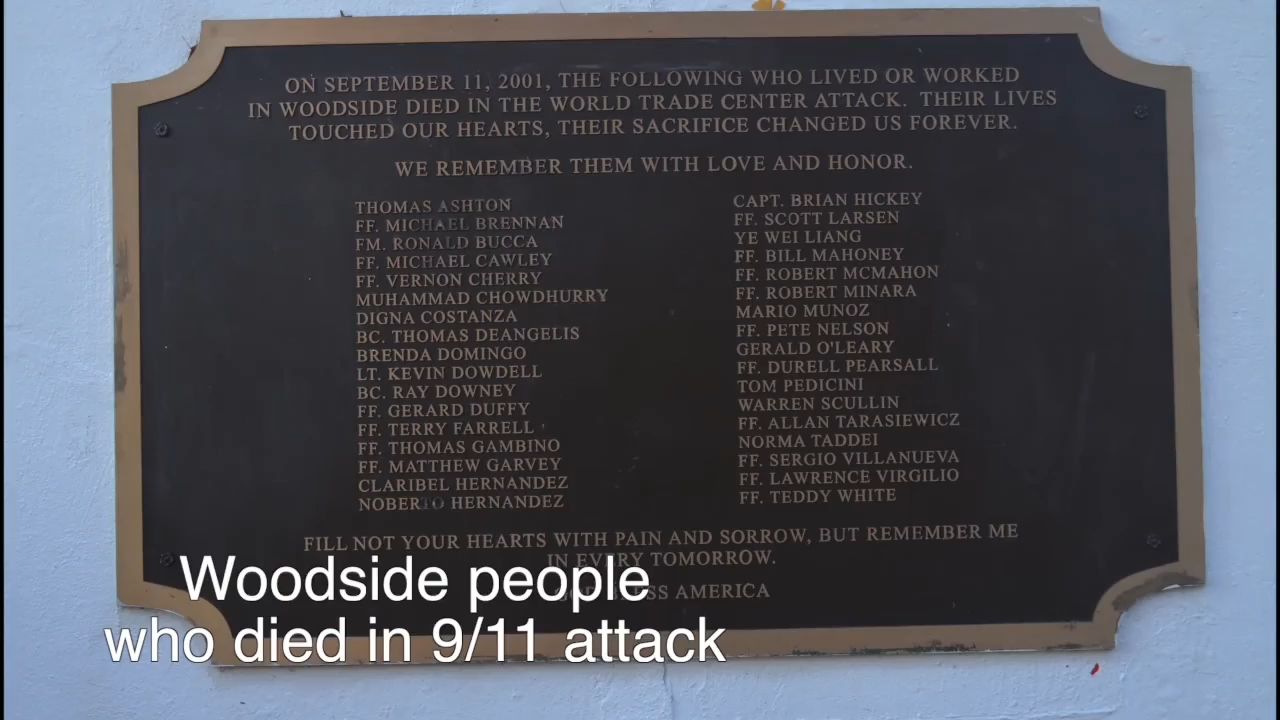 ON SEPTEMBER 11, 2001, THE FOLLOWING WHO LIVED OR WORKED
IN WOODSIDE DIED IN THE WORLD TRADE CENTER ATTACK. THEIR LIVES
TOUCHED OUR HEARTS, THEIR SACRIFICE CHANGED US FOREVER.
WE REMEMBER THEM WITH LOVE AND HONOR.
THOMAS ASHTON
FF. MICHAEL BRENNAN
FM. RONALD BUCCA
FF. MICHAEL CAWLEY
FF. VERNON CHERRY
MUHAMMAD CHOWDHURRY
DIGNA COSTANZA
BC. THOMAS DEANGELIS
BRENDA DOMINGO
LT. KEVIN DOWDELL
BC. RAY DOWNEY
FF. GERARD DUFFY
FF. TERRY FARRELL
FF. THOMAS GAMBINO
FF. MATTHEW GARVEY
CLARIBEL HERNANDEZ
NOBERTO HERNANDEZ
CAPT. BRIAN HICKEY
FF. SCOTT LARSEN
YE WEI LIANG
FF. BILL MAHONEY
FF. ROBERT MCMAHON
FF. ROBERT MINARA
MARIO MUNOZ
FF. PETE NELSON
GERALD O'LEARY
FF. DURELL PEARSALL
TOM PEDICINI
WARREN SCULLIN
FF. ALLAN TARASIEWICZ
NORMA TADDEI
FF. SERGIO VILLANUEVA
FF. LAWRENCE VIRGILIO
FF. TEDDY WHITE
FILL NOT YOUR HEARTS WITH PAIN AND SORROW, BUT REMEMBER ME
IN EVERY TOMORROW.
AMERICA
Woodside people
who died in 9/11 attack